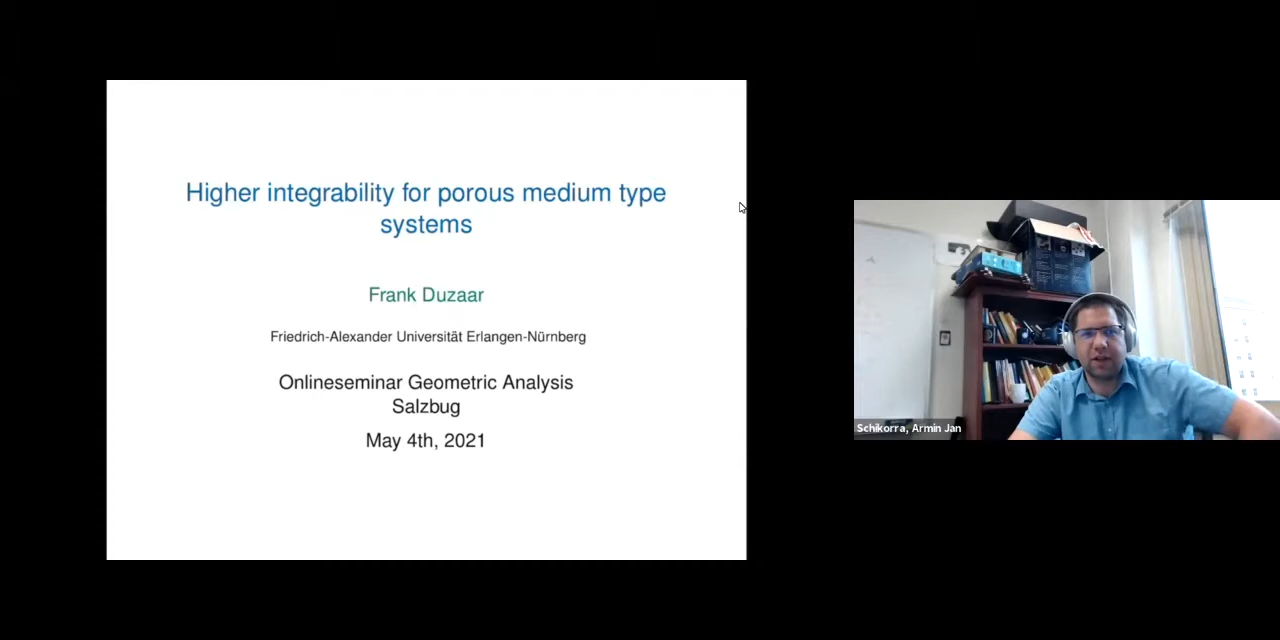 Higher integrability for porous medium type
systems
Frank Duzaar
Friedrich-Alexander Universität Erlangen-Nürnberg
Onlineseminar Geometric Analysis
Salzbug
May 4th, 2021
Schikorra, Armin Jan